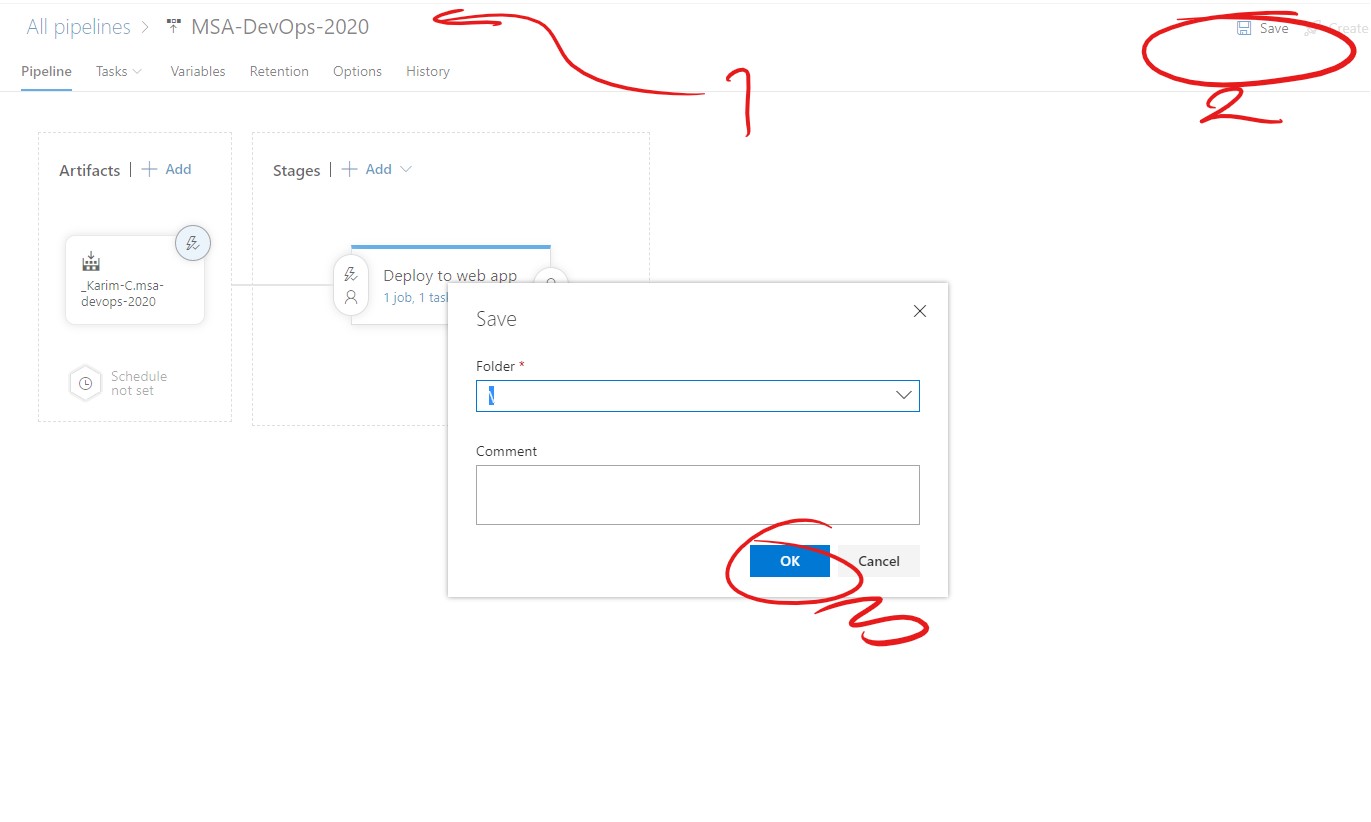 All pipelines > MSA-DevOps-2020
Save Create
Pipeline Tasks Variables Retention Options History
1
2
Artifacts | + Add
Stages | + Add
_Karim-C.msa-
devops-2020
Deploy to web app
1 job, 1 task
Schedule
not set
Save
Folder *
\
Comment
OK Cancel
3